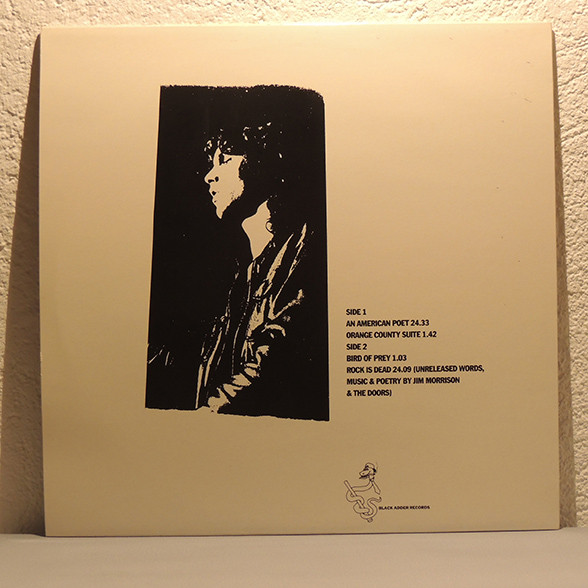 SIDE 1
AN AMERICAN POET 24.33
ORANGE COUNTY SUITE 1.42
SIDE 2
BIRD OF PREY 1.03
ROCK IS DEAD 24.09 (UNRELEASED WORDS,
MUSIC & POETRY BY JIM MORRISON
& THE DOORS)
BLACK ADDER RECORDS